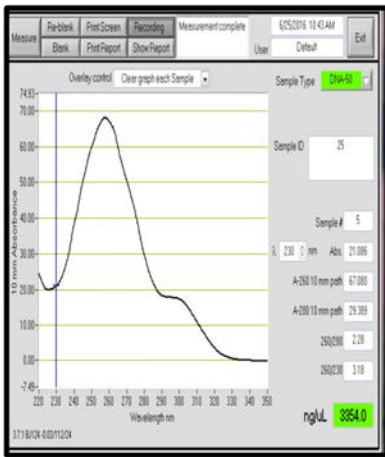 Measure Re-blank Print Screen Recording Measurement complete 6/25/2016 10:43 AM Exit
Blank Print Report Show Report User Default
Overlay control Clear graph each Sample Sample Type DNA-50
74.93
70.00
60.00
50.00
40.00
30.00
20.00
10.00
0.00
-7.49
10 mm Absorbance
220 230 240 250 260 270 280 290 300 310 320 330 340 350
Wavelength nm
Sample ID 25
Sample # 5
λ 230 nm Abs. 21.086
A-260 10 mm path 67.080
A-280 10 mm path 29.389
260/280 2.28
260/230 3.18
ng/uL 3354.0